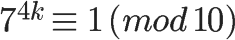 7^{4k} ≡ 1 (mod 10)